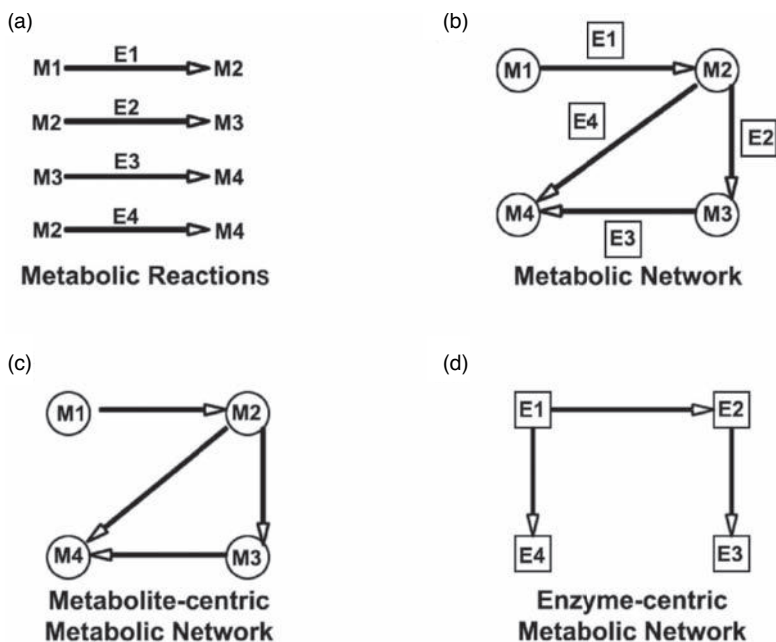 (a)
E1
M1 M2
E2
M2 M3
E3
M3 M4
E4
M2 M4
Metabolic Reactions
(b)
E1
M1 M2
E4
E2
M4 M3
E3
Metabolic Network
(c)
M1 M2
M4 M3
Metabolite-centric
Metabolic Network
(d)
E1 E2
E4 E3
Enzyme-centric
Metabolic Network